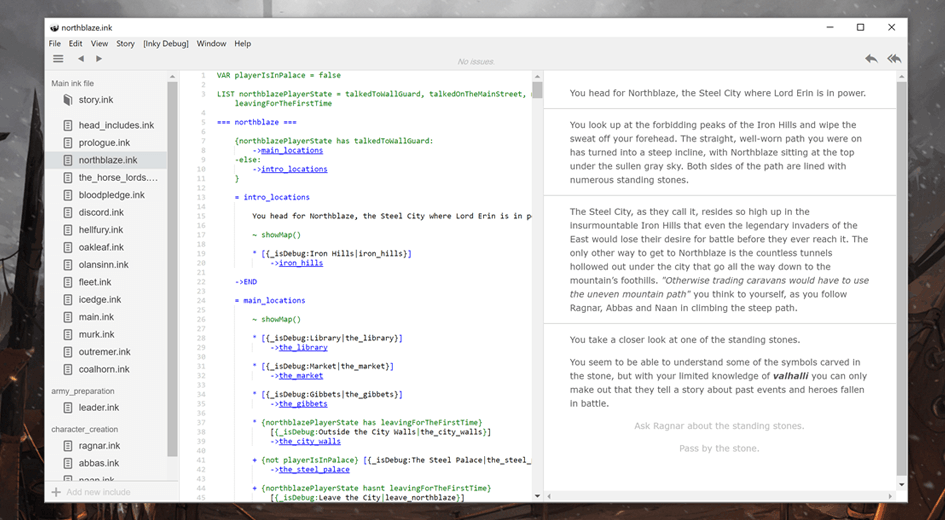 northblaze.ink
File Edit View Story [Inky Debug] Window Help
No issues.
Main ink file
story.ink
head_includes.ink
prologue.ink
northblaze.ink
the_horse_lords....
bloodpledge.ink
discord.ink
hellfury.ink
oakleaf.ink
olansinn.ink
fleet.ink
icedge.ink
main.ink
murk.ink
outremer.ink
coalhorn.ink
army_preparation
leader.ink
character_creation
ragnar.ink
abbas.ink
naan.ink
Add new include
1 VAR playerIsInPalace = false
2
3 LIST northblazePlayerState = talkedToWallGuard, talkedOnTheMainStreet,
leavingForTheFirstTime
4
5 === northblaze ===
6
7 {northblazePlayerState has talkedToWallGuard:
8 ->main_locations
9 -else:
10 ->intro_locations
11 }
12
13 = intro_locations
14
15 You head for Northblaze, the Steel City where Lord Erin is in p
16
17 ~ showMap()
18
19 * [{_isDebug:Iron Hills|iron_hills}]
20 ->iron_hills
21
22 ->END
23
24 = main_locations
25
26 ~ showMap()
27
28 * [{_isDebug:Library|the_library}]
29 ->the_library
30
31 * [{_isDebug:Market|the_market}]
32 ->the_market
33
34 * [{_isDebug:Gibbets|the_gibbets}]
35 ->the_gibbets
36
37 * {northblazePlayerState has leavingForTheFirstTime}
38 [{_isDebug:Outside the City Walls|the_city_walls}]
39 ->the_city_walls
40
41 + {not playerIsInPalace} [{_isDebug:The Steel Palace|the_steel_
42 ->the_steel_palace
43
44 + {northblazePlayerState hasnt leavingForTheFirstTime}
45 [{_isDebug:Leave the City|leave_northblaze}]
You head for Northblaze, the Steel City where Lord Erin is in power.
You look up at the forbidding peaks of the Iron Hills and wipe the
sweat off your forehead. The straight, well-worn path you were on
has turned into a steep incline, with Northblaze sitting at the top
under the sullen gray sky. Both sides of the path are lined with
numerous standing stones.
The Steel City, as they call it, resides so high up in the
Insurmountable Iron Hills that even the legendary invaders of the
East would lose their desire for battle before they ever reach it. The
only other way to get to Northblaze is the countless tunnels
hollowed out under the city that go all the way down to the
mountain's foothills. "Otherwise trading caravans would have to use
the uneven mountain path" you think to yourself, as you follow
Ragnar, Abbas and Naan in climbing the steep path.
You take a closer look at one of the standing stones.
You seem to be able to understand some of the symbols carved in
the stone, but with your limited knowledge of valhalli you can only
make out that they tell a story about past events and heroes fallen
in battle.
Ask Ragnar about the standing stones.
Pass by the stone.